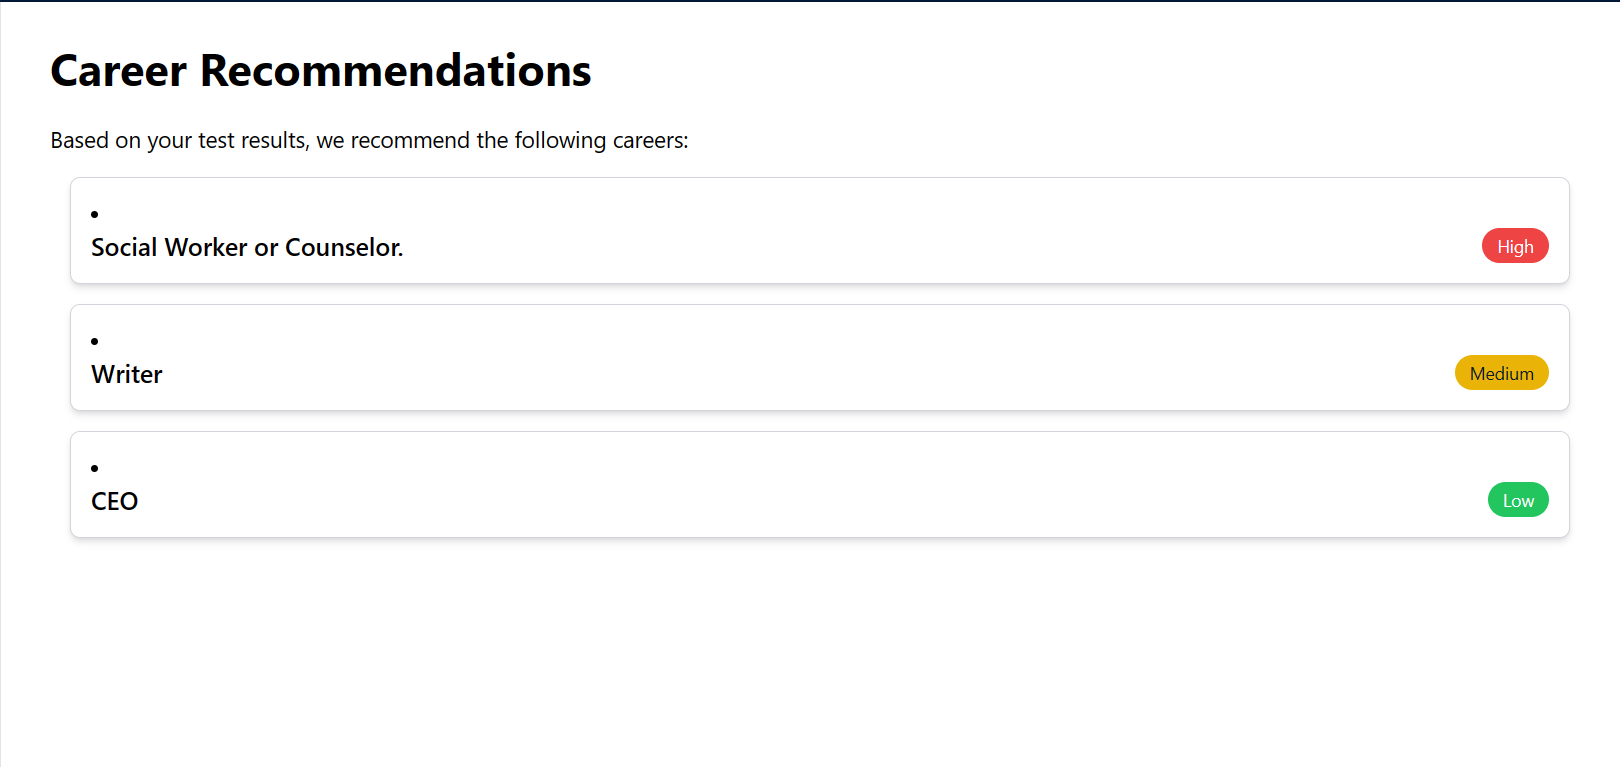 Career Recommendations
Based on your test results, we recommend the following careers:
•
Social Worker or Counselor.
High
•
Writer
Medium
•
CEO
Low